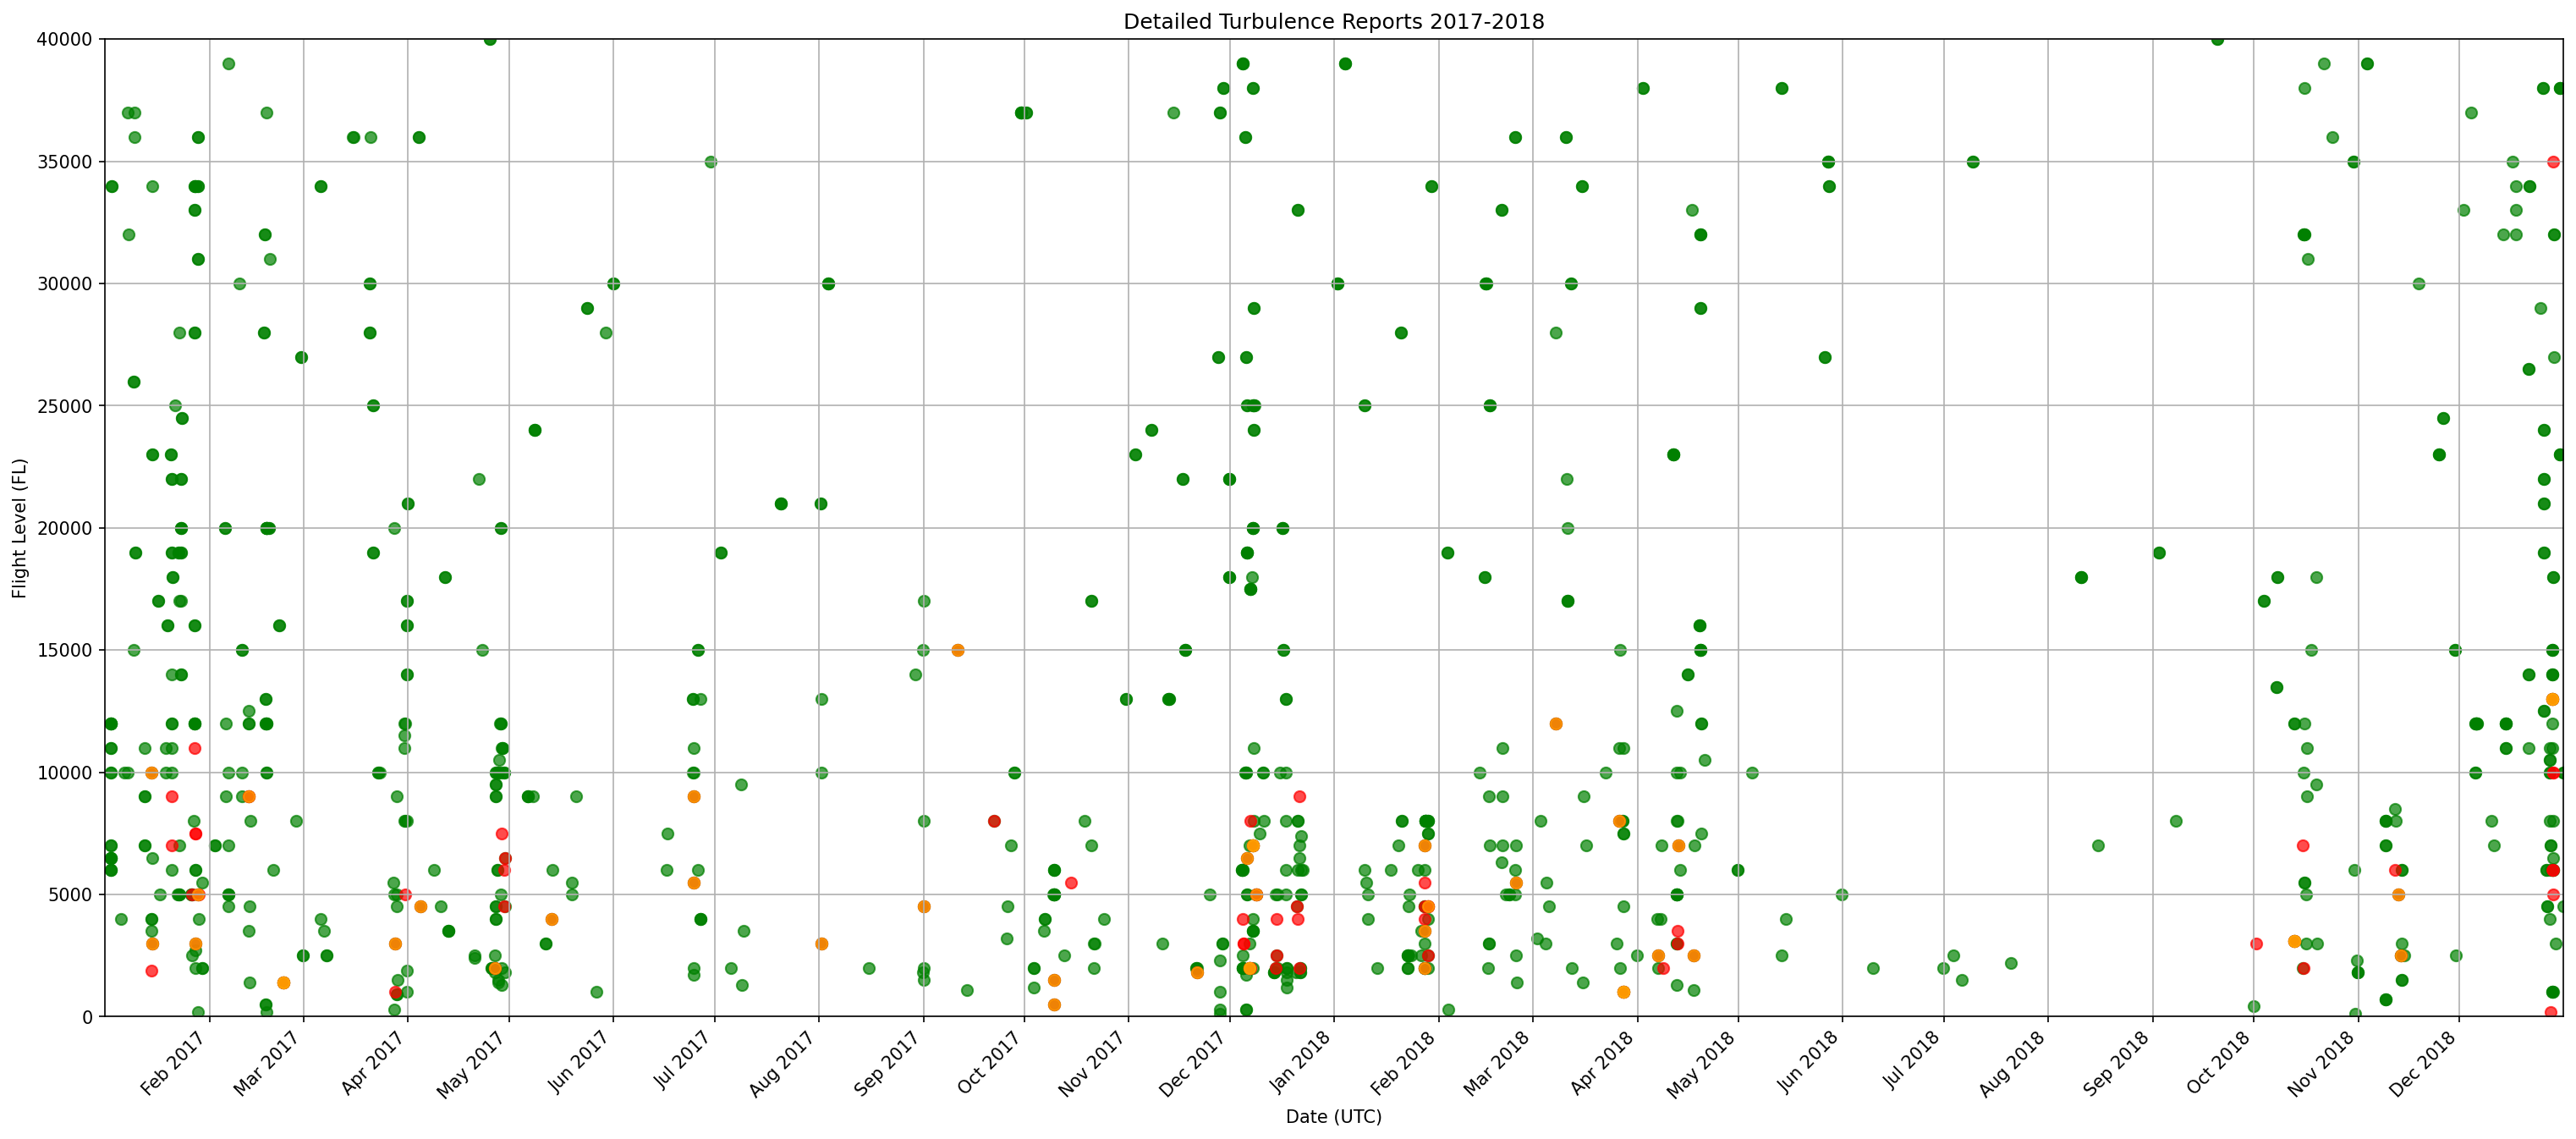 Detailed Turbulence Reports 2017-2018
40000
35000
30000
25000
20000
15000
10000
5000
0
Flight Level (FL)
Feb 2017
Mar 2017
Apr 2017
May 2017
Jun 2017
Jul 2017
Aug 2017
Sep 2017
Oct 2017
Nov 2017
Dec 2017
Jan 2018
Feb 2018
Mar 2018
Apr 2018
May 2018
Jun 2018
Jul 2018
Aug 2018
Sep 2018
Oct 2018
Nov 2018
Dec 2018
Date (UTC)